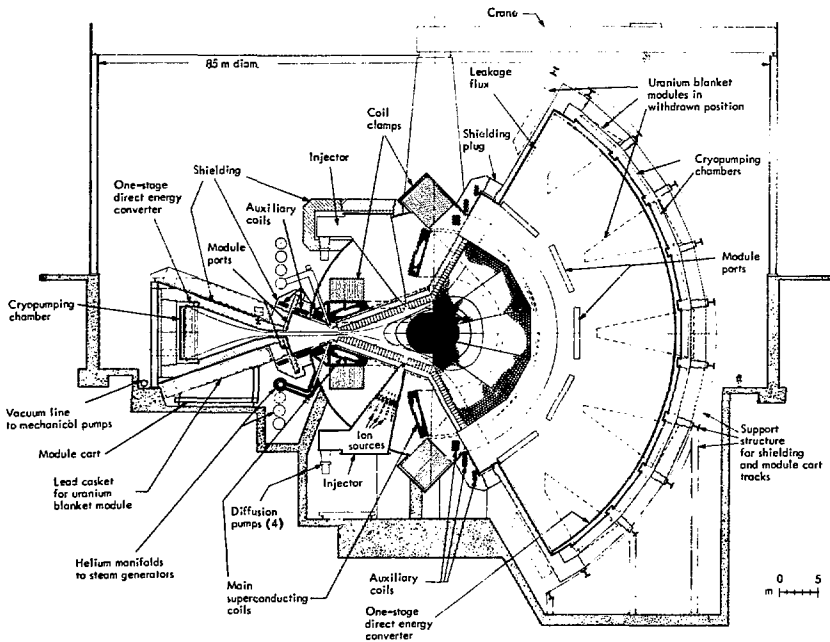 Crane
85 m diam.
Leakage
flux
Uranium blanket
modules in
withdrawn position
Coil
clamps
Shielding
plug
Injector
Shielding
One-stage
direct energy
converter
Auxiliary
coils
Cryopumping
chambers
Module
ports
Module
ports
Cryopumping
chamber
Vacuum line
to mechanical pumps
Module cart
Lead casket
for uranium
blanket module
Ion
sources
Injector
Diffusion
pumps (4)
Support
structure
for shielding
and module cart
tracks
Helium manifolds
to steam generators
Main
superconducting
coils
Auxiliary
coils
One-stage
direct energy
converter
0 5
m